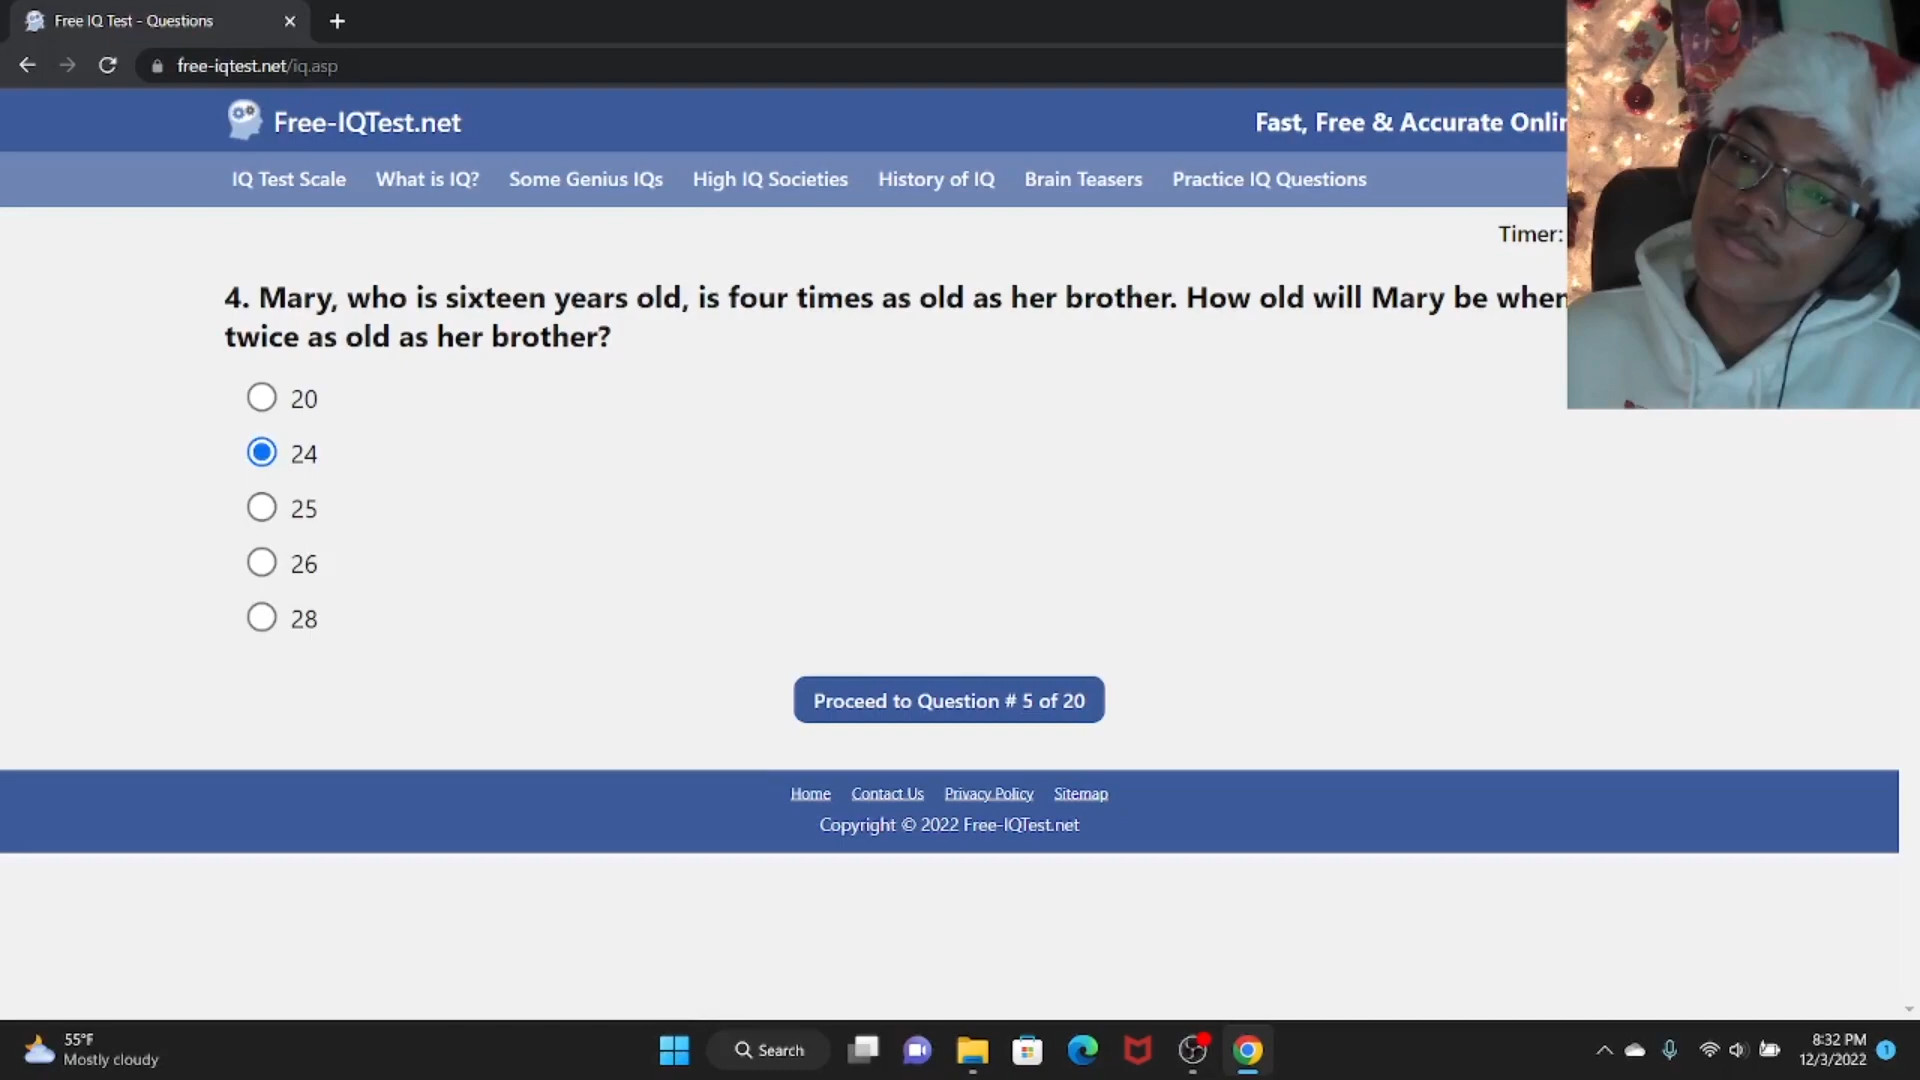 Free IQ Test - Questions
free-iqtest.net/iq.asp
Free-IQTest.net
Fast, Free & Accurate Onlin
IQ Test Scale What is IQ? Some Genius IQs High IQ Societies History of IQ Brain Teasers Practice IQ Questions
Timer:
4. Mary, who is sixteen years old, is four times as old as her brother. How old will Mary be when
twice as old as her brother?
20
24
25
26
28
Proceed to Question # 5 of 20
Home Contact Us Privacy Policy Sitemap
Copyright © 2022 Free-IQTest.net
55°F
Mostly cloudy
Search
8:32 PM
12/3/2022
1